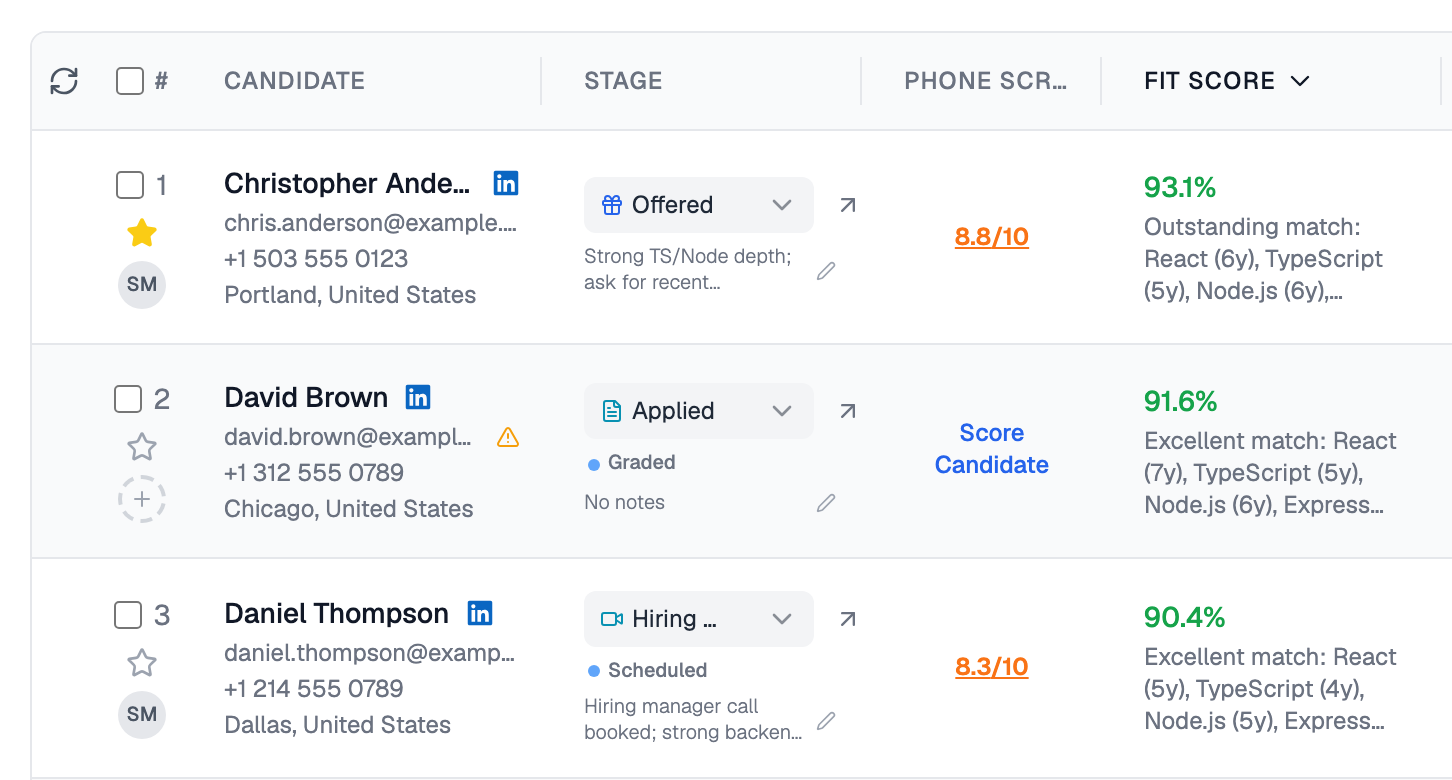 # CANDIDATE STAGE PHONE SCR... FIT SCORE
1 Christopher Ande... in
chris.anderson@example....
+1 503 555 0123
Portland, United States
SM
Offered
Strong TS/Node depth;
ask for recent...
8.8/10
93.1%
Outstanding match:
React (6y), TypeScript
(5y), Node.js (6y),...
2 David Brown in
david.brown@exampl...
+1 312 555 0789
Chicago, United States
Applied
Graded
No notes
Score
Candidate
91.6%
Excellent match: React
(7y), TypeScript (5y),
Node.js (6y), Express...
3 Daniel Thompson in
daniel.thompson@examp...
+1 214 555 0789
Dallas, United States
SM
Hiring ...
Scheduled
Hiring manager call
booked; strong backen...
8.3/10
90.4%
Excellent match: React
(5y), TypeScript (4y),
Node.js (5y), Express...